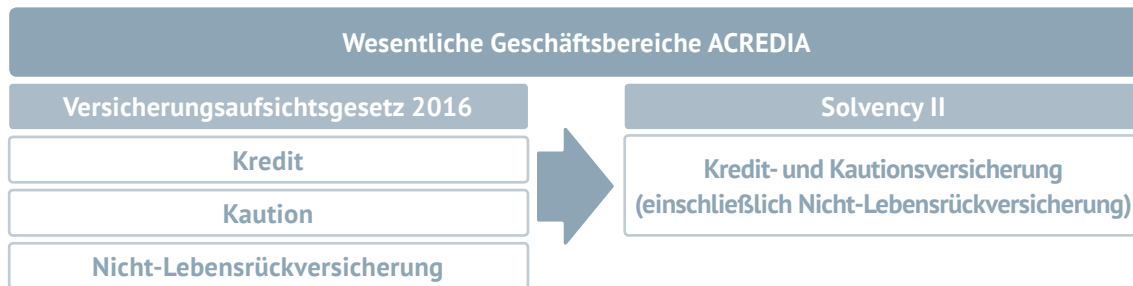 Wesentliche Geschäftsbereiche ACREDIA
Versicherungsaufsichtsgesetz 2016
Kredit
Kaution
Nicht-Lebensrückversicherung
Solvency II
Kredit- und Kautionsversicherung
(einschließlich Nicht-Lebensrückversicherung)